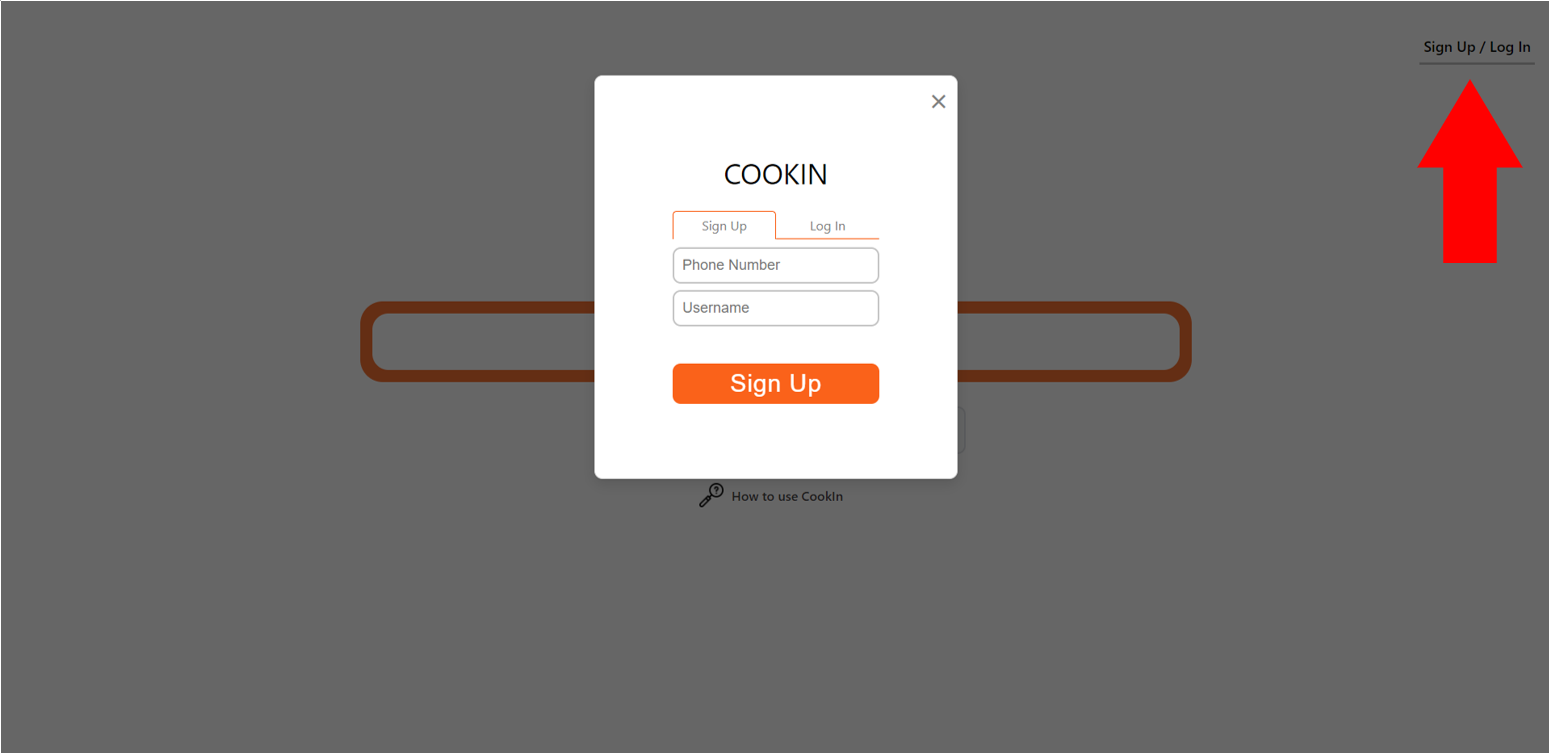 Sign Up / Log In
COOKIN
Sign Up
Log In
Phone Number
Username
Sign Up
How to use CookIn